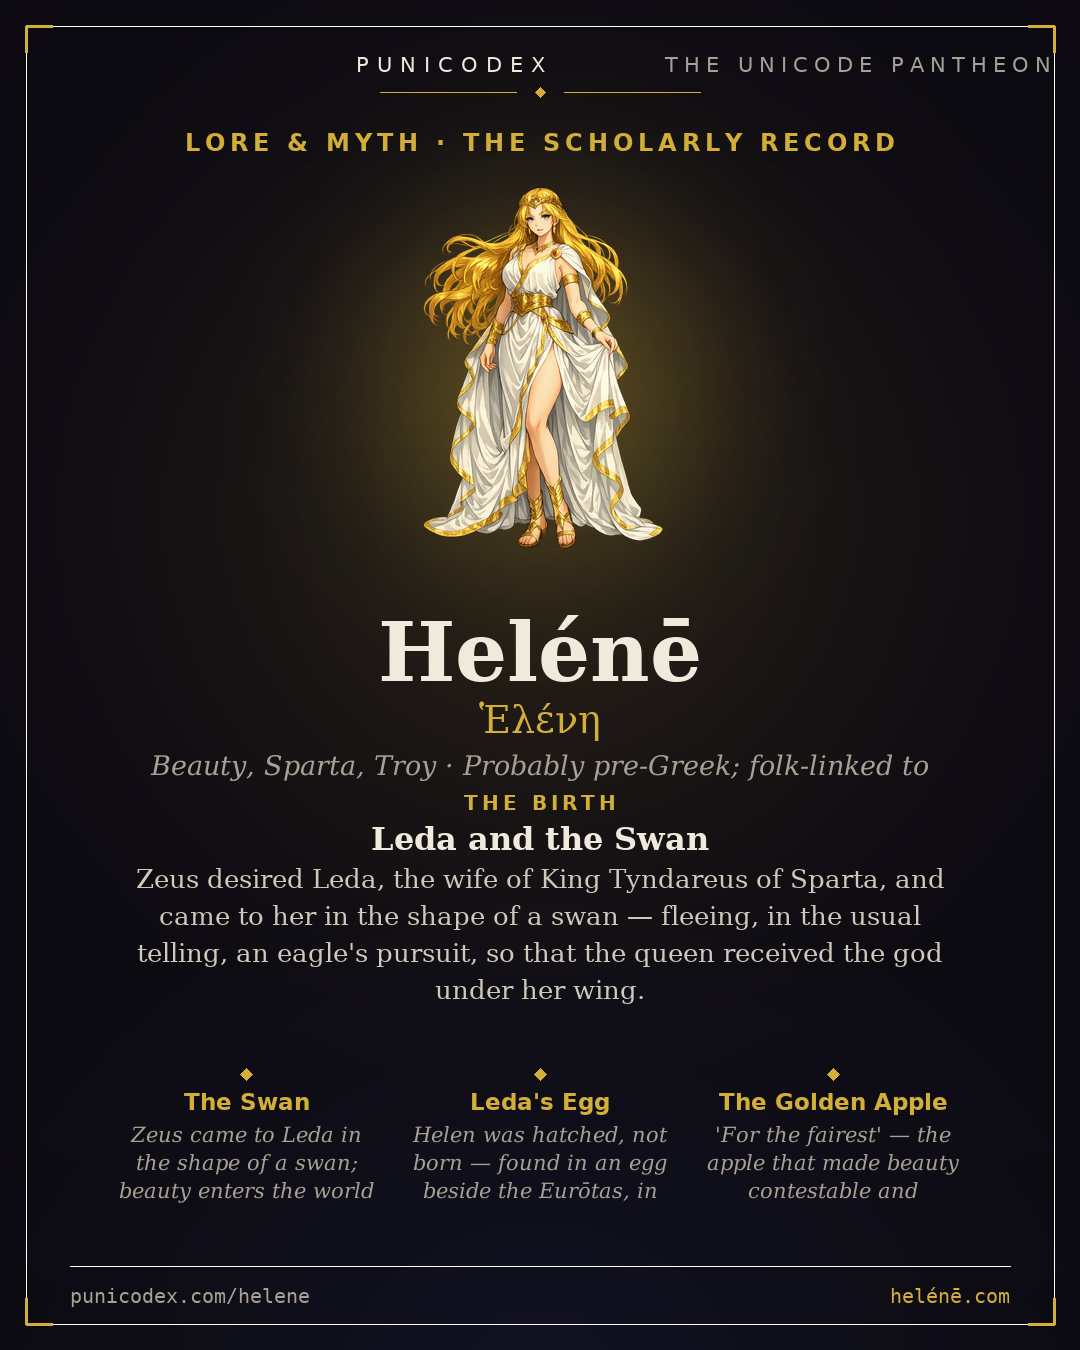 PUNICODEX THE UNICODE PANTHEON
LORE & MYTH · THE SCHOLARLY RECORD
Helénē
Ἑλένη
Beauty, Sparta, Troy · Probably pre-Greek; folk-linked to
THE BIRTH
Leda and the Swan
Zeus desired Leda, the wife of King Tyndareus of Sparta, and
came to her in the shape of a swan — fleeing, in the usual
telling, an eagle's pursuit, so that the queen received the god
under her wing.
The Swan
Zeus came to Leda in
the shape of a swan;
beauty enters the world
Leda's Egg
Helen was hatched, not
born — found in an egg
beside the Eurōtas, in
The Golden Apple
'For the fairest' — the
apple that made beauty
contestable and
punicodex.com/helene
helénē.com